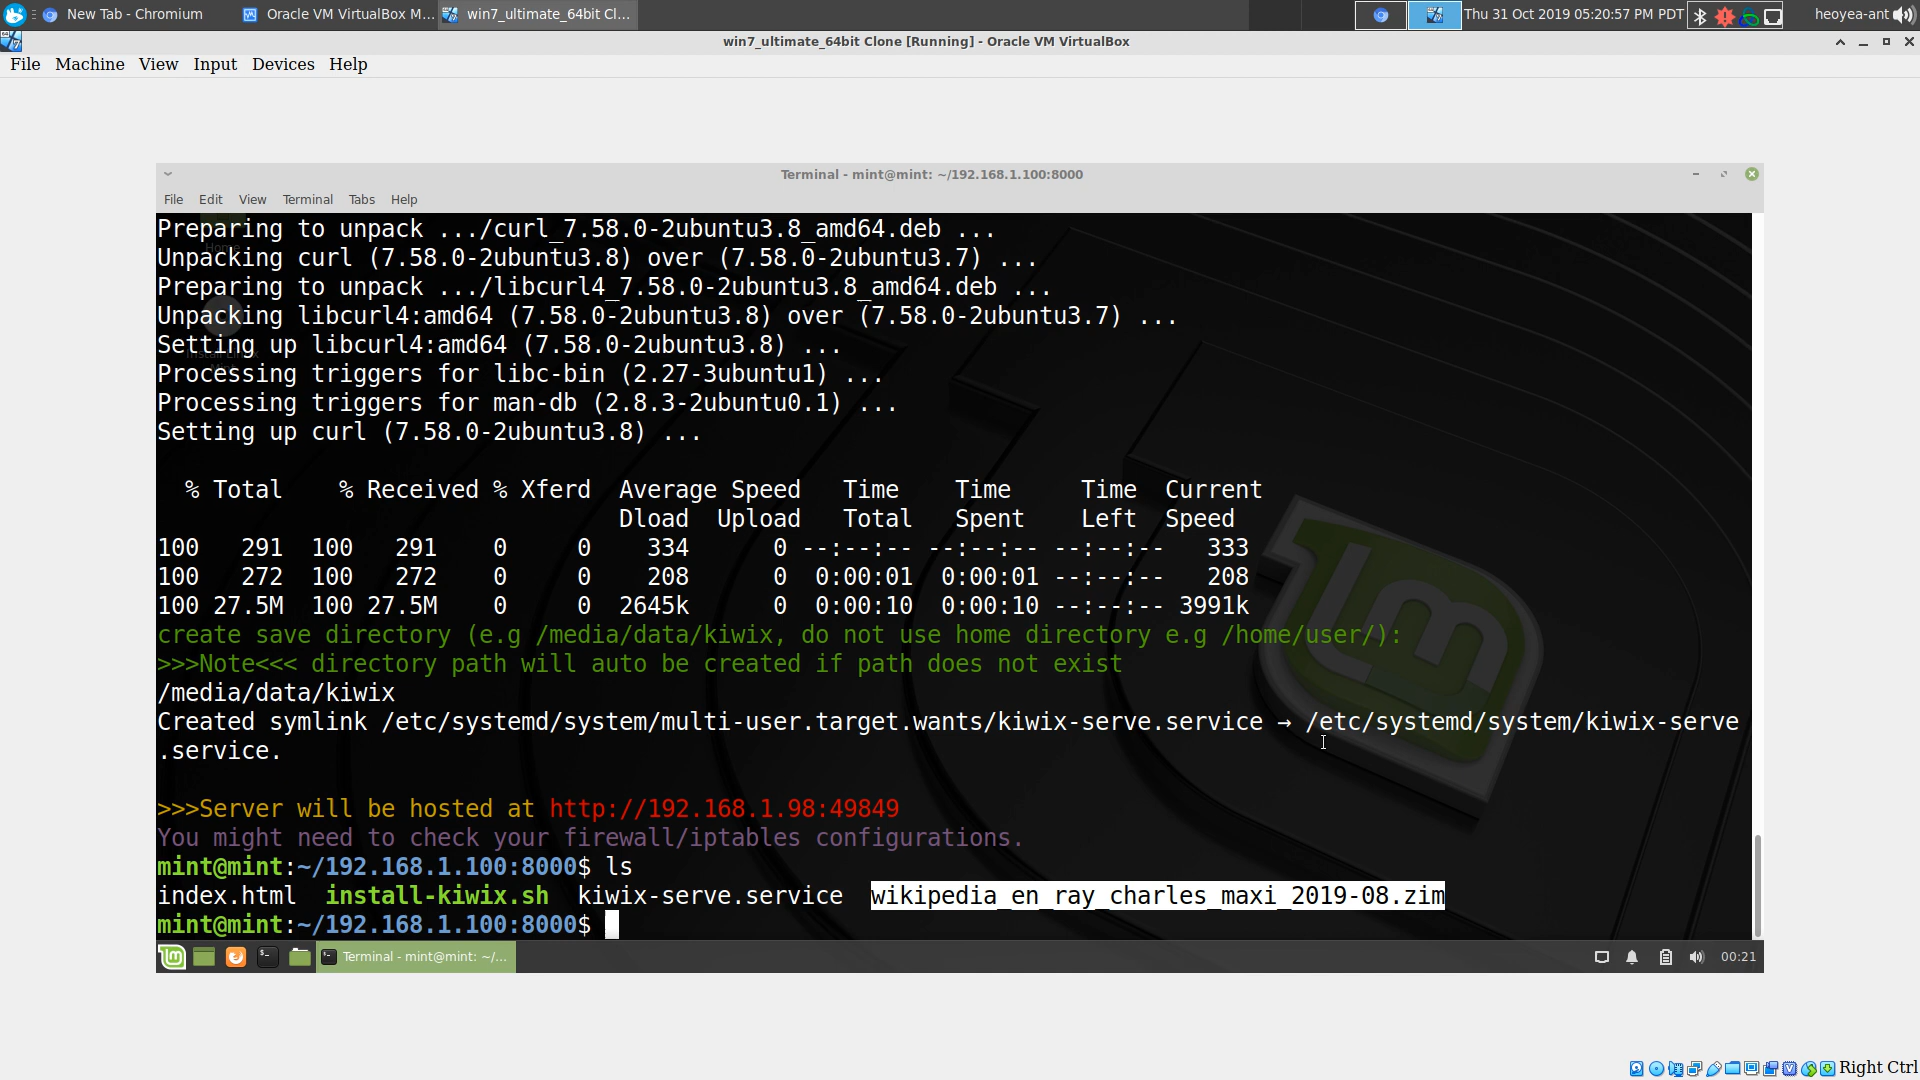 New Tab - Chromium
Oracle VM VirtualBox M...
win7_ultimate_64bit Cl...
Thu 31 Oct 2019 05:20:57 PM PDT
heoyea-ant
win7_ultimate_64bit Clone [Running] - Oracle VM VirtualBox
File Machine View Input Devices Help
Terminal - mint@mint: ~/192.168.1.100:8000
File Edit View Terminal Tabs Help
Preparing to unpack .../curl_7.58.0-2ubuntu3.8_amd64.deb ...
Unpacking curl (7.58.0-2ubuntu3.8) over (7.58.0-2ubuntu3.7) ...
Preparing to unpack .../libcurl4_7.58.0-2ubuntu3.8_amd64.deb ...
Unpacking libcurl4:amd64 (7.58.0-2ubuntu3.8) over (7.58.0-2ubuntu3.7) ...
Setting up libcurl4:amd64 (7.58.0-2ubuntu3.8) ...
Processing triggers for libc-bin (2.27-3ubuntu1) ...
Processing triggers for man-db (2.8.3-2ubuntu0.1) ...
Setting up curl (7.58.0-2ubuntu3.8) ...
  % Total    % Received % Xferd  Average Speed   Time    Time     Time  Current
                                 Dload  Upload   Total   Spent    Left  Speed
100   291  100   291    0     0    334      0 --:--:-- --:--:-- --:--:--   333
100   272  100   272    0     0    208      0  0:00:01  0:00:01 --:--:--   208
100 27.5M  100 27.5M    0     0  2645k      0  0:00:10  0:00:10 --:--:-- 3991k
create save directory (e.g /media/data/kiwix, do not use home directory e.g /home/user/):
>>>Note<<< directory path will auto be created if path does not exist
/media/data/kiwix
Created symlink /etc/systemd/system/multi-user.target.wants/kiwix-serve.service → /etc/systemd/system/kiwix-serve
.service.
>>>Server will be hosted at http://192.168.1.98:49849
You might need to check your firewall/iptables configurations.
mint@mint:~/192.168.1.100:8000$ ls
index.html  install-kiwix.sh  kiwix-serve.service  wikipedia_en_ray_charles_maxi_2019-08.zim
mint@mint:~/192.168.1.100:8000$
Terminal - mint@mint: ~/...
00:21
Right Ctrl